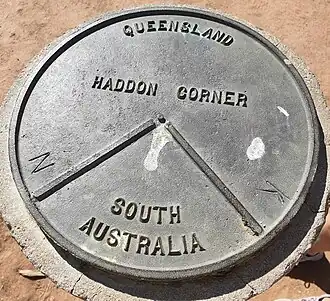 QUEENSLAND
HADDON CORNER
N
SOUTH
AUSTRALIA